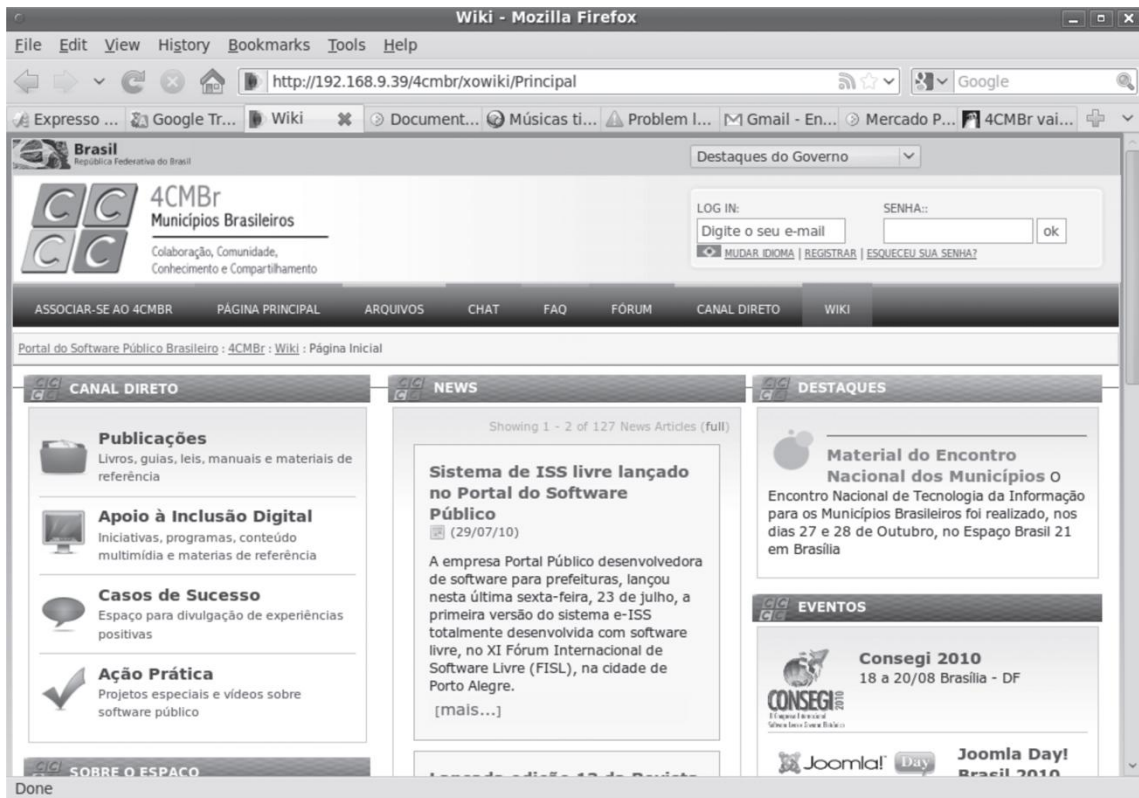 Wiki - Mozilla Firefox
File Edit View History Bookmarks Tools Help
http://192.168.9.39/4cmbr/xowiki/Principal
Google
Expresso ... Google Tr... Wiki Document... Músicas ti... Problem l... Gmail - En... Mercado P... 4CMBr vai...
Brasil
República Federativa do Brasil
Destaques do Governo
CCCC
4CMBr
Municípios Brasileiros
Colaboração, Comunidade,
Conhecimento e Compartilhamento
LOG IN: SENHA::
Digite o seu e-mail ok
MUDAR IDIOMA | REGISTRAR | ESQUECEU SUA SENHA?
ASSOCIAR-SE AO 4CMBR PÁGINA PRINCIPAL ARQUIVOS CHAT FAQ FÓRUM CANAL DIRETO WIKI
Portal do Software Público Brasileiro : 4CMBr : Wiki : Página Inicial
CANAL DIRETO
Publicações
Livros, guias, leis, manuais e materiais de
referência
Apoio à Inclusão Digital
Iniciativas, programas, conteúdo
multimídia e materias de referência
Casos de Sucesso
Espaço para divulgação de experiências
positivas
Ação Prática
Projetos especiais e vídeos sobre
software público
SOBRE O ESPAÇO
NEWS
Showing 1 - 2 of 127 News Articles (full)
Sistema de ISS livre lançado
no Portal do Software
Público
(29/07/10)
A empresa Portal Público desenvolvedora
de software para prefeituras, lançou
nesta última sexta-feira, 23 de julho, a
primeira versão do sistema e-ISS
totalmente desenvolvida com software
livre, no XI Fórum Internacional de
Software Livre (FISL), na cidade de
Porto Alegre.
[mais...]
Lançada edição 12 da Revista
DESTAQUES
Material do Encontro
Nacional dos Municípios O
Encontro Nacional de Tecnologia da Informação
para os Municípios Brasileiros foi realizado, nos
dias 27 e 28 de Outubro, no Espaço Brasil 21
em Brasília
EVENTOS
CONSEGI 2010
Consegi 2010
18 a 20/08 Brasília - DF
Joomla! Day
Joomla Day!
Brasil 2010
Done